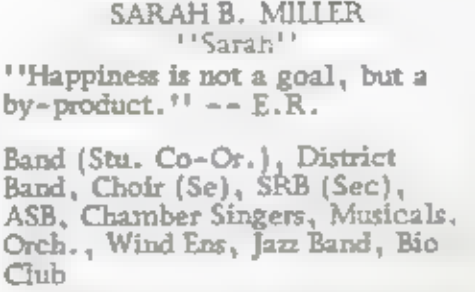 SARAH B. MILLER
''Sarah''
''Happiness is not a goal, but a
by-product.'' -- E.R.
Band (Stu. Co-Or.), District
Band, Choir (Se), SRB (Sec),
ASB, Chamber Singers, Musicals,
Orch., Wind Ens, Jazz Band, Bio
Club